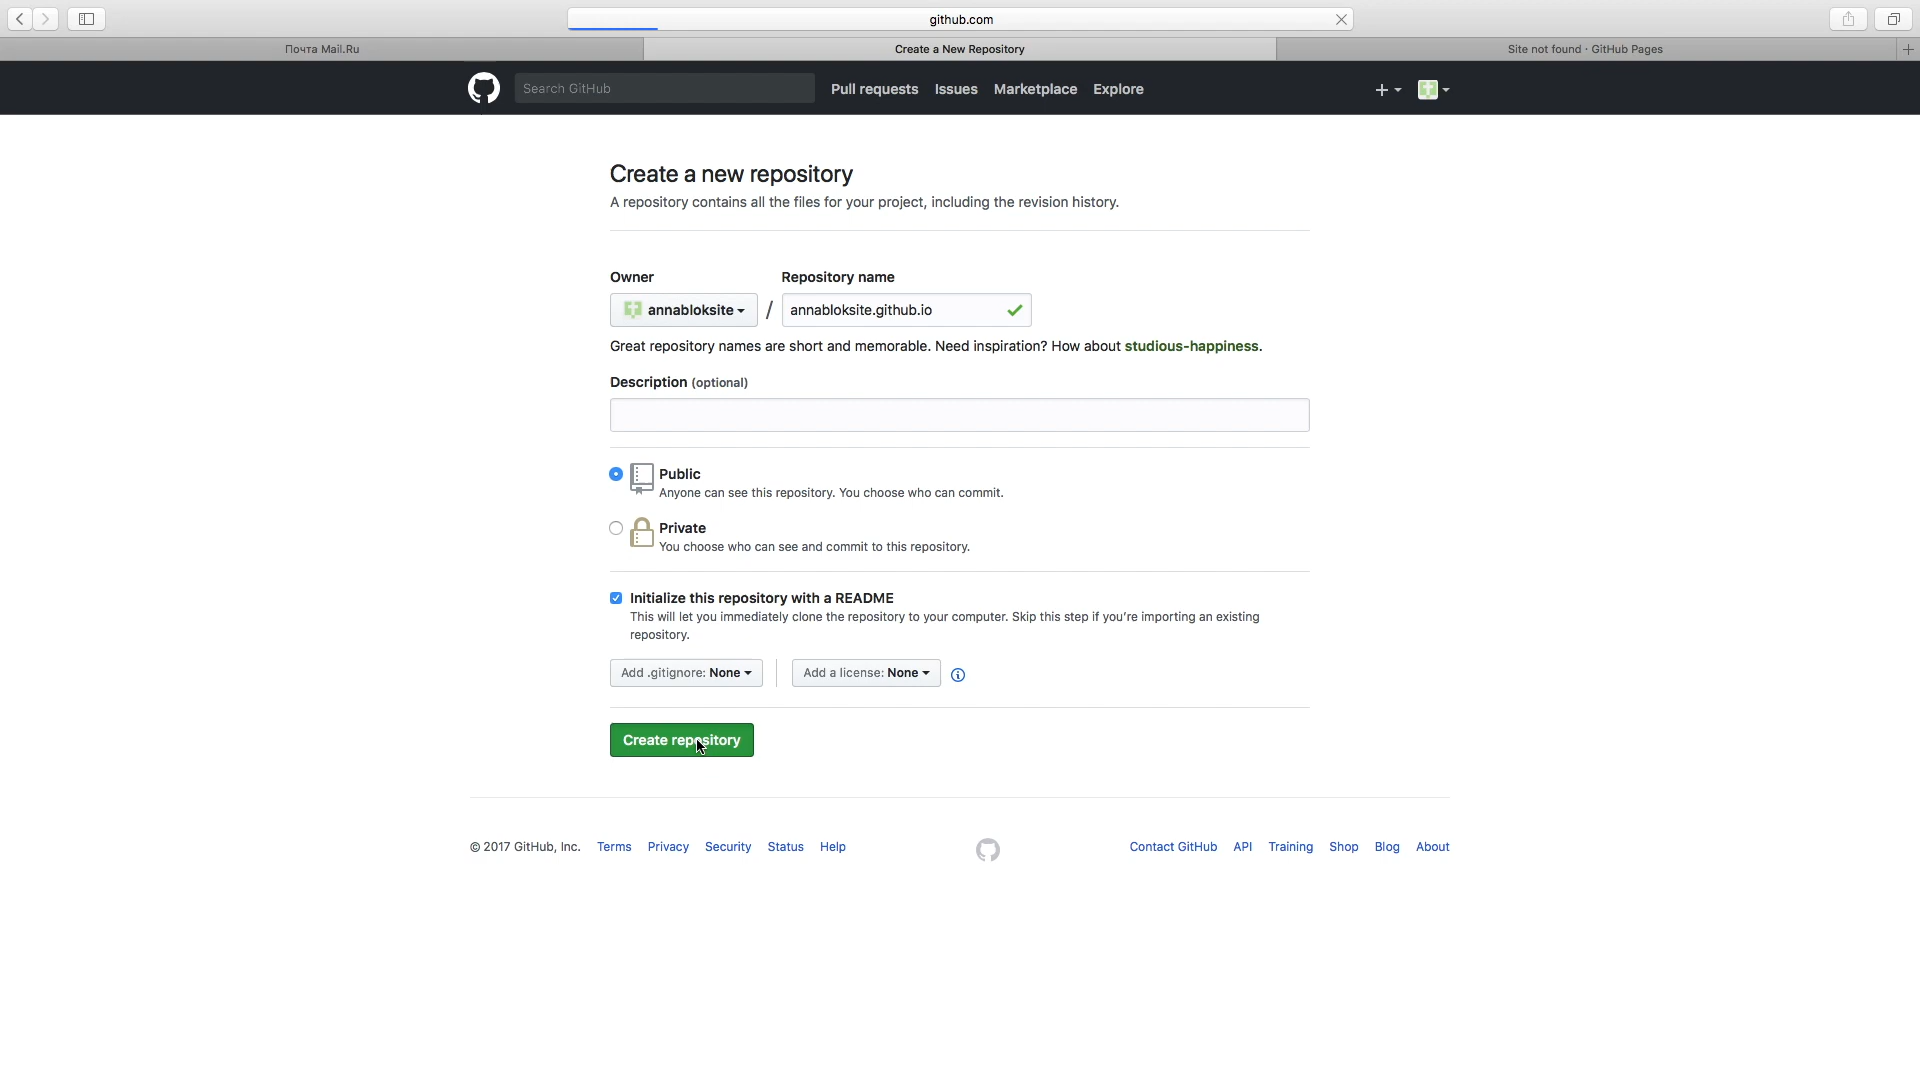 github.com
Почта Mail.Ru
Create a New Repository
Site not found · GitHub Pages
Search GitHub
Pull requests
Issues
Marketplace
Explore
Create a new repository
A repository contains all the files for your project, including the revision history.
Owner
Repository name
annabloksite
/
annabloksite.github.io
Great repository names are short and memorable. Need inspiration? How about studious-happiness.
Description (optional)
Public
Anyone can see this repository. You choose who can commit.
Private
You choose who can see and commit to this repository.
Initialize this repository with a README
This will let you immediately clone the repository to your computer. Skip this step if you're importing an existing
repository.
Add .gitignore: None
Add a license: None
Create repository
© 2017 GitHub, Inc.
Terms
Privacy
Security
Status
Help
Contact GitHub
API
Training
Shop
Blog
About